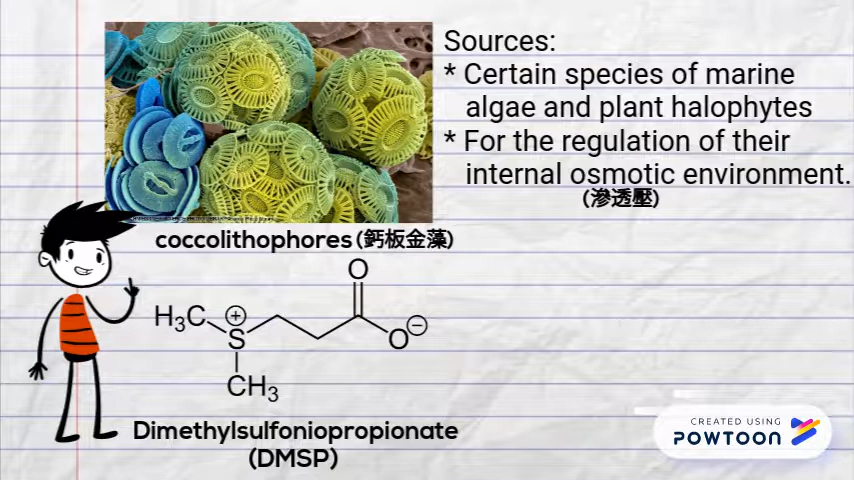 Sources:
* Certain species of marine
algae and plant halophytes
* For the regulation of their
internal osmotic environment.
(滲透壓)
coccolithophores (鈣板金藻)
O
H3C
⊕
S
O⊖
CH3
Dimethylsulfoniopropionate
(DMSP)
CREATED USING
POWTOON